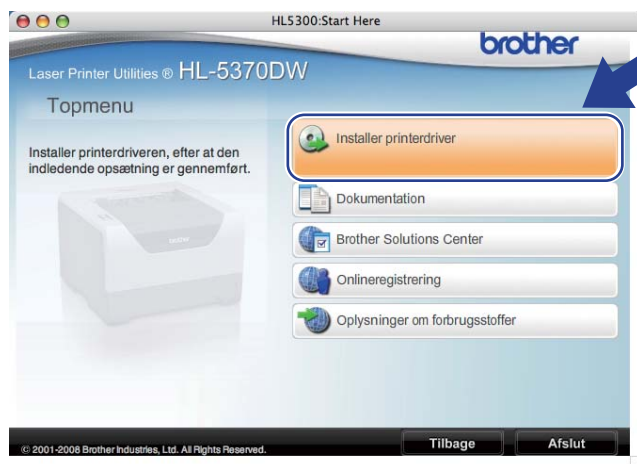 HL5300:Start Here
brother
Laser Printer Utilities ® HL-5370DW
Topmenu
Installer printerdriveren, efter at den
indledende opsætning er gennemført.
Installer printerdriver
Dokumentation
Brother Solutions Center
Onlineregistrering
Oplysninger om forbrugsstoffer
© 2001-2008 Brother Industries, Ltd. All Rights Reserved.
Tilbage
Afslut